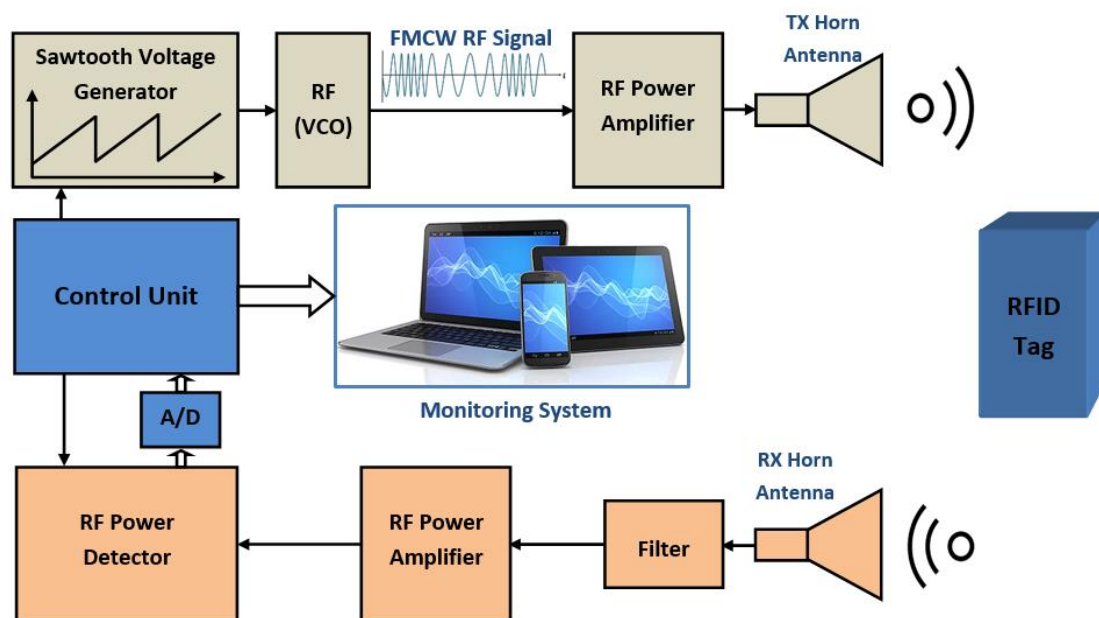 Sawtooth Voltage
Generator
RF
(VCO)
FMCW RF Signal
t
RF Power
Amplifier
TX Horn
Antenna
Control Unit
Monitoring System
RFID
Tag
A/D
RF Power
Detector
RF Power
Amplifier
Filter
RX Horn
Antenna